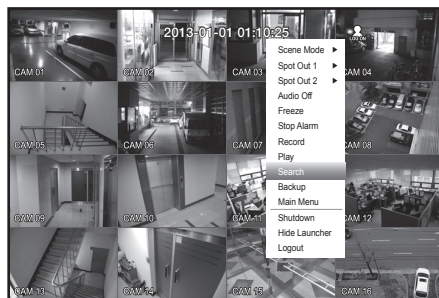 2013-01-01 01:10:25
LOG ON
CAM 01
CAM 02
CAM 03
CAM 04
Scene Mode ▶
Spot Out 1 ▶
Spot Out 2 ▶
Audio Off
Freeze
Stop Alarm
Record
Play
Search
Backup
Main Menu
Shutdown
Hide Launcher
Logout
CAM 05
CAM 06
CAM 07
CAM 08
CAM 09
CAM 10
CAM 11
CAM 12
CAM 13
CAM 14
CAM 15
CAM 16